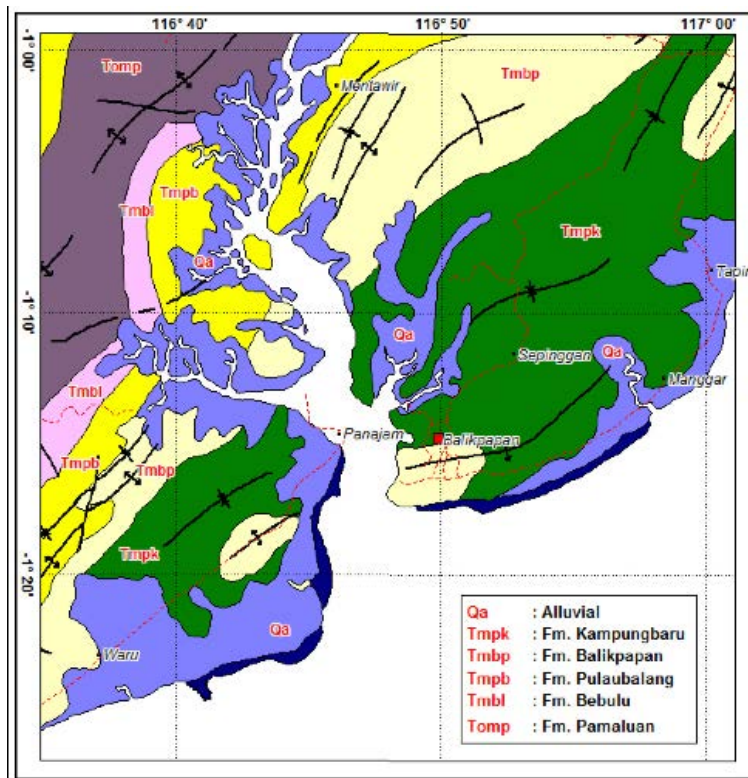 116° 40' 116° 50' 117° 00'
-1° 00'
Tomp
Mentawir
Tmbp
Tmpb
Tmbl
Tmpk
Qa
Tapir
-1° 10'
Qa
Sepinggan
Qa
Manggar
Tmbl
Panajam
Balikpapan
Tmpb
Tmbp
Tmpk
-1° 20'
Qa
Waru
Qa : Alluvial
Tmpk : Fm. Kampungbaru
Tmbp : Fm. Balikpapan
Tmpb : Fm. Pulaubalang
Tmbl : Fm. Bebulu
Tomp : Fm. Pamaluan